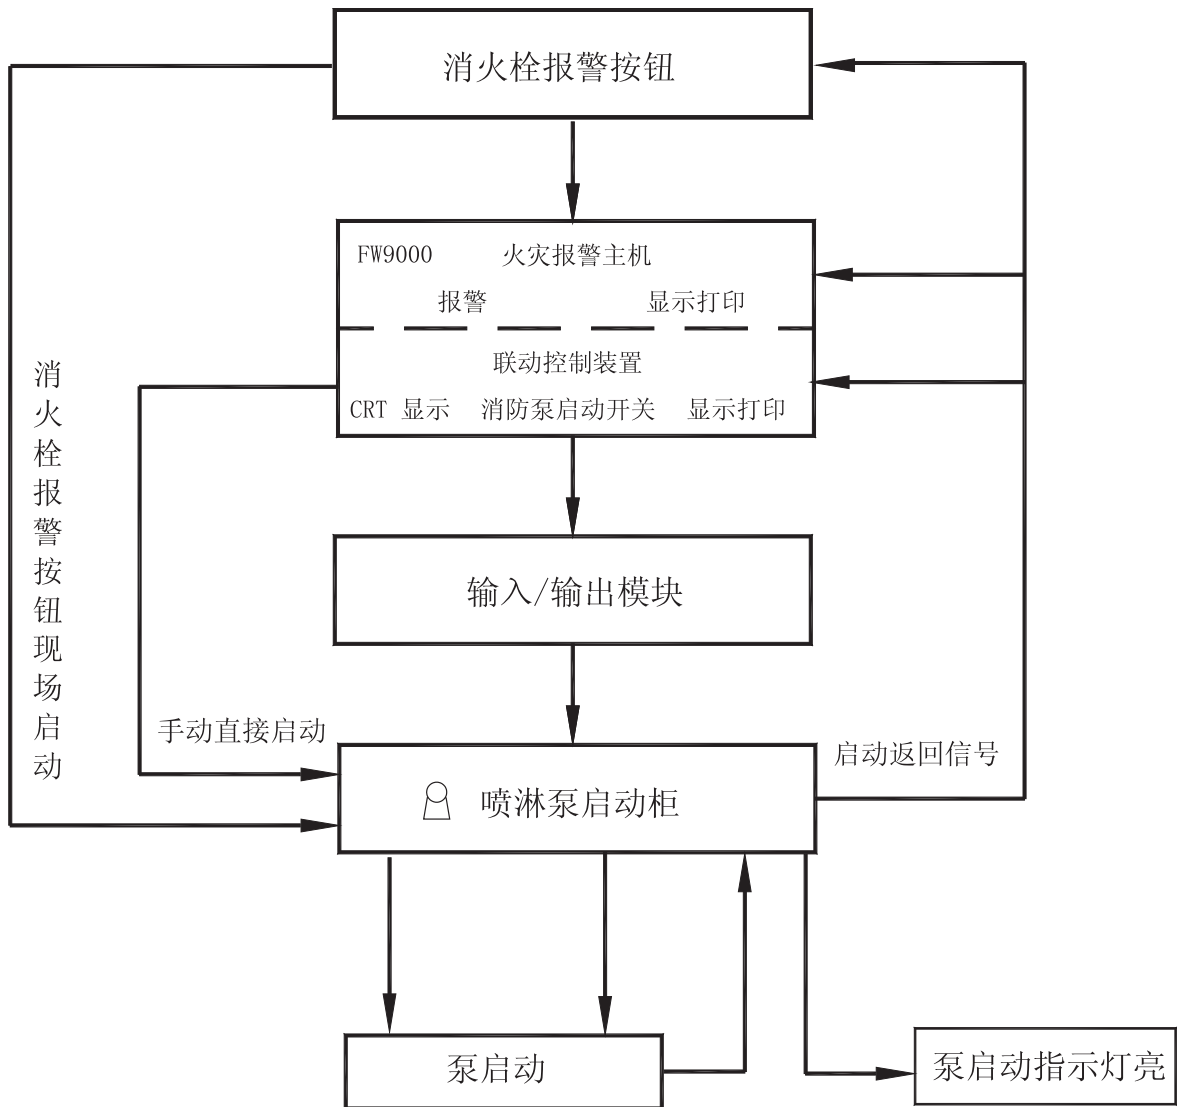 消火栓报警按钮
FW9000 火灾报警主机
报警 显示打印
联动控制装置
CRT 显示 消防泵启动开关 显示打印
消火栓报警按钮现场启动
输入/输出模块
手动直接启动
启动返回信号
喷淋泵启动柜
泵启动
泵启动指示灯亮